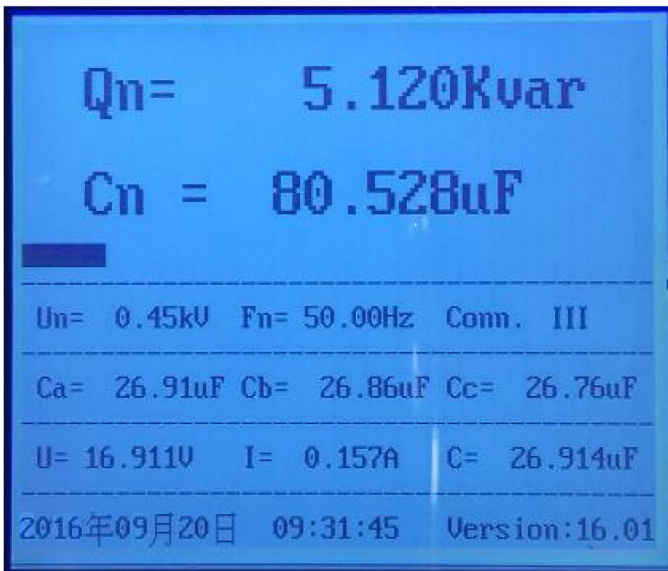 Qn= 5.120Kvar
Cn = 80.528uF
Un= 0.45kV Fn= 50.00Hz Conn. III
Ca= 26.91uF Cb= 26.86uF Cc= 26.76uF
U= 16.911V I= 0.157A C= 26.914uF
2016年09月20日 09:31:45 Version:16.01